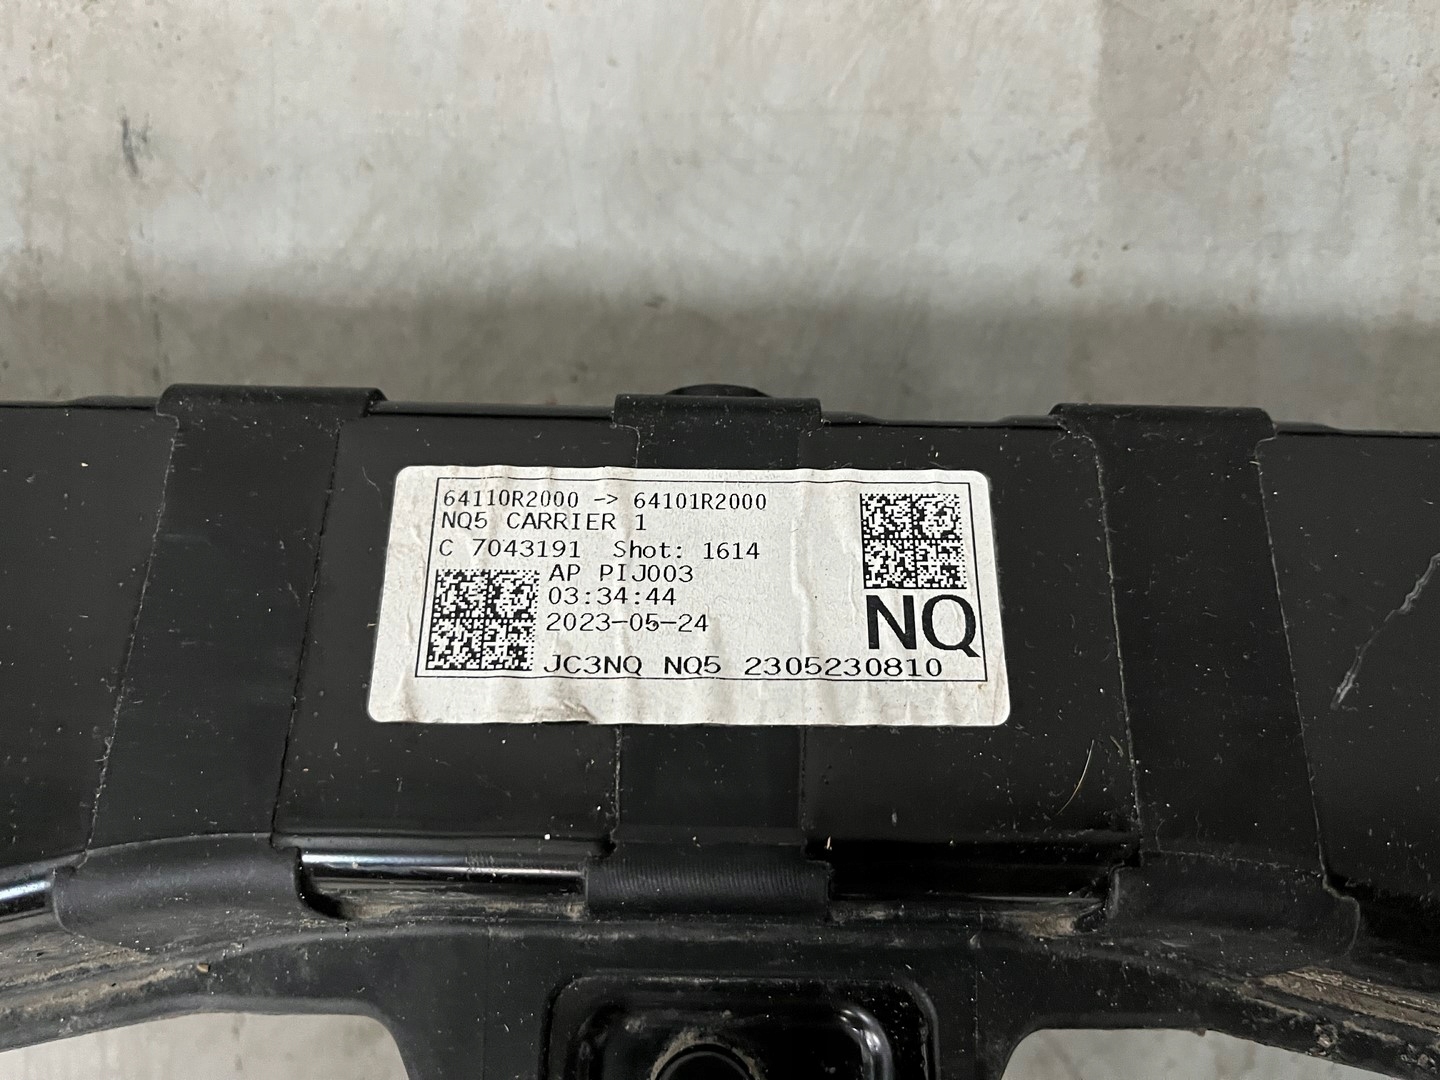 64110R2000 -> 64101R2000
NQ5 CARRIER 1
C 7043191 Shot: 1614
AP PIJ003
03:34:44
2023-05-24
NQ
JC3NQ NQ5 2305230810